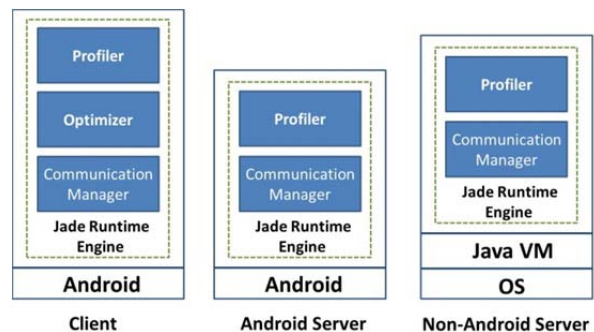 Profiler
Optimizer
Communication
Manager
Jade Runtime
Engine
Android
Client
Profiler
Communication
Manager
Jade Runtime
Engine
Android
Android Server
Profiler
Communication
Manager
Jade Runtime
Engine
Java VM
OS
Non-Android Server